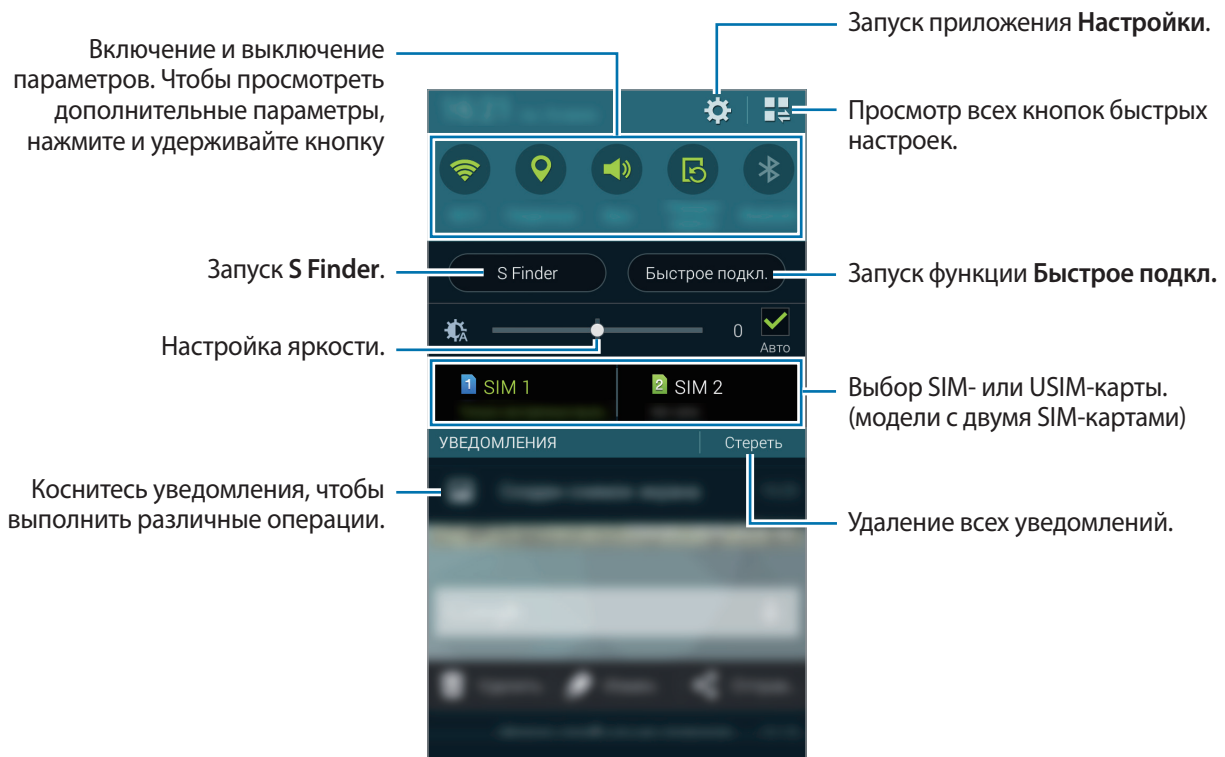 Запуск приложения Настройки.
Включение и выключение
параметров. Чтобы просмотреть
дополнительные параметры,
нажмите и удерживайте кнопку
Просмотр всех кнопок быстрых
настроек.
Запуск S Finder.
S Finder
Быстрое подкл.
Запуск функции Быстрое подкл.
Настройка яркости.
0
Авто
1 SIM 1
2 SIM 2
Выбор SIM- или USIM-карты.
(модели с двумя SIM-картами)
УВЕДОМЛЕНИЯ
Стереть
Коснитесь уведомления, чтобы
выполнить различные операции.
Удаление всех уведомлений.